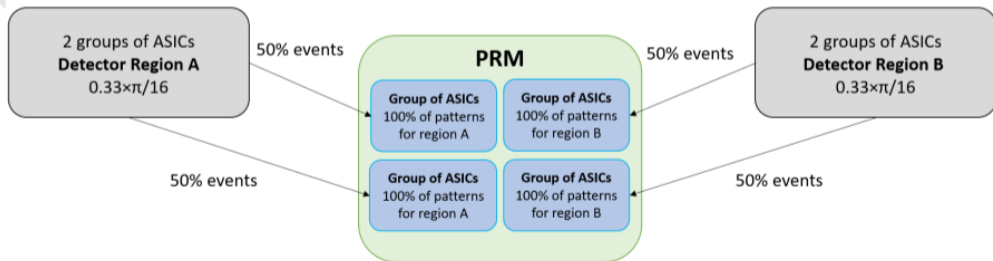 2 groups of ASICs
Detector Region A
0.33×π/16
50% events
50% events
PRM
Group of ASICs
100% of patterns
for region A
Group of ASICs
100% of patterns
for region B
Group of ASICs
100% of patterns
for region A
Group of ASICs
100% of patterns
for region B
50% events
50% events
2 groups of ASICs
Detector Region B
0.33×π/16